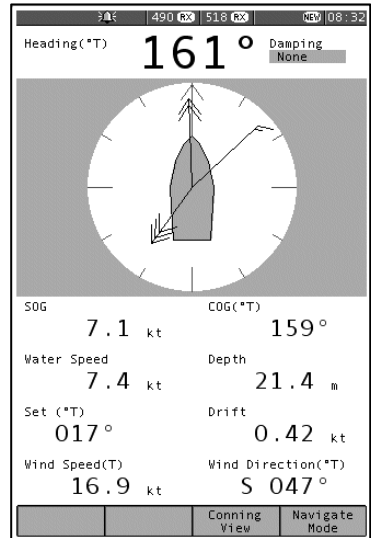 490 RX 518 RX NEW 08:32
Heading(°T) 161° Damping
None
SOG COG(°T)
7.1 kt 159°
Water Speed Depth
7.4 kt 21.4 m
Set (°T) Drift
017° 0.42 kt
Wind Speed(T) Wind Direction(°T)
16.9 kt S 047°
Conning View Navigate Mode